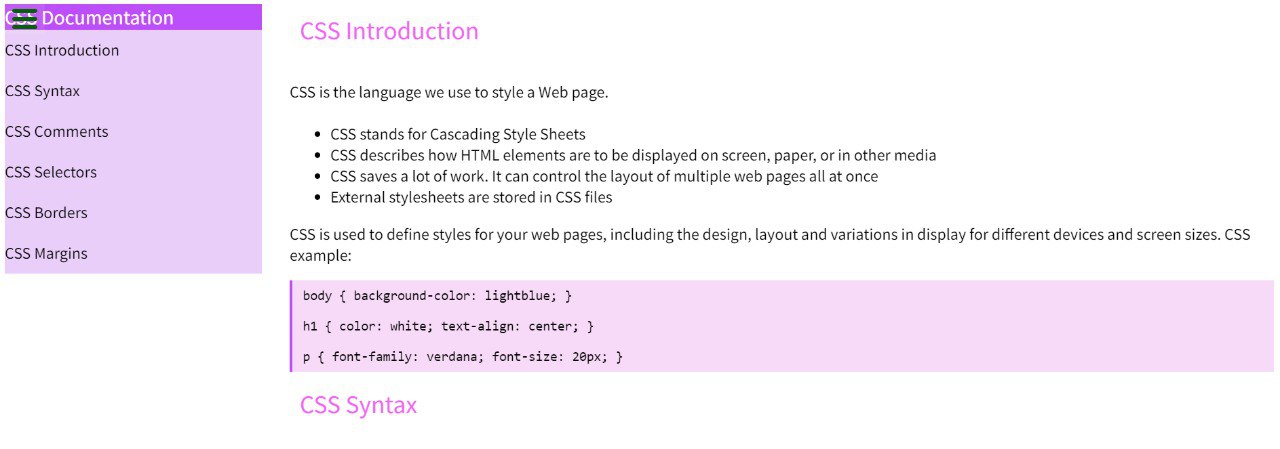 CSS Documentation
CSS Introduction
CSS Syntax
CSS Comments
CSS Selectors
CSS Borders
CSS Margins
CSS Introduction
CSS is the language we use to style a Web page.
• CSS stands for Cascading Style Sheets
• CSS describes how HTML elements are to be displayed on screen, paper, or in other media
• CSS saves a lot of work. It can control the layout of multiple web pages all at once
• External stylesheets are stored in CSS files
CSS is used to define styles for your web pages, including the design, layout and variations in display for different devices and screen sizes. CSS
example:
body { background-color: lightblue; }
h1 { color: white; text-align: center; }
p { font-family: verdana; font-size: 20px; }
CSS Syntax